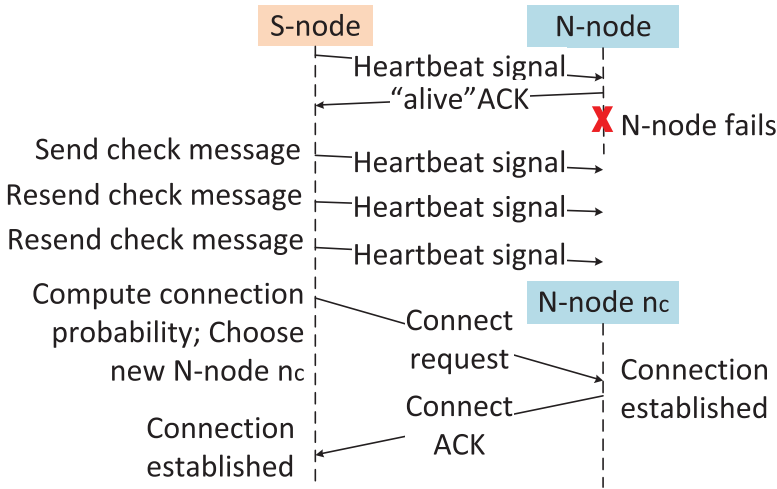 S-node
N-node
Heartbeat signal
“alive”ACK
N-node fails
Send check message
Heartbeat signal
Resend check message
Heartbeat signal
Resend check message
Heartbeat signal
Compute connection
probability; Choose
new N-node nc
N-node nc
Connect
request
Connection
established
Connect
ACK
Connection
established